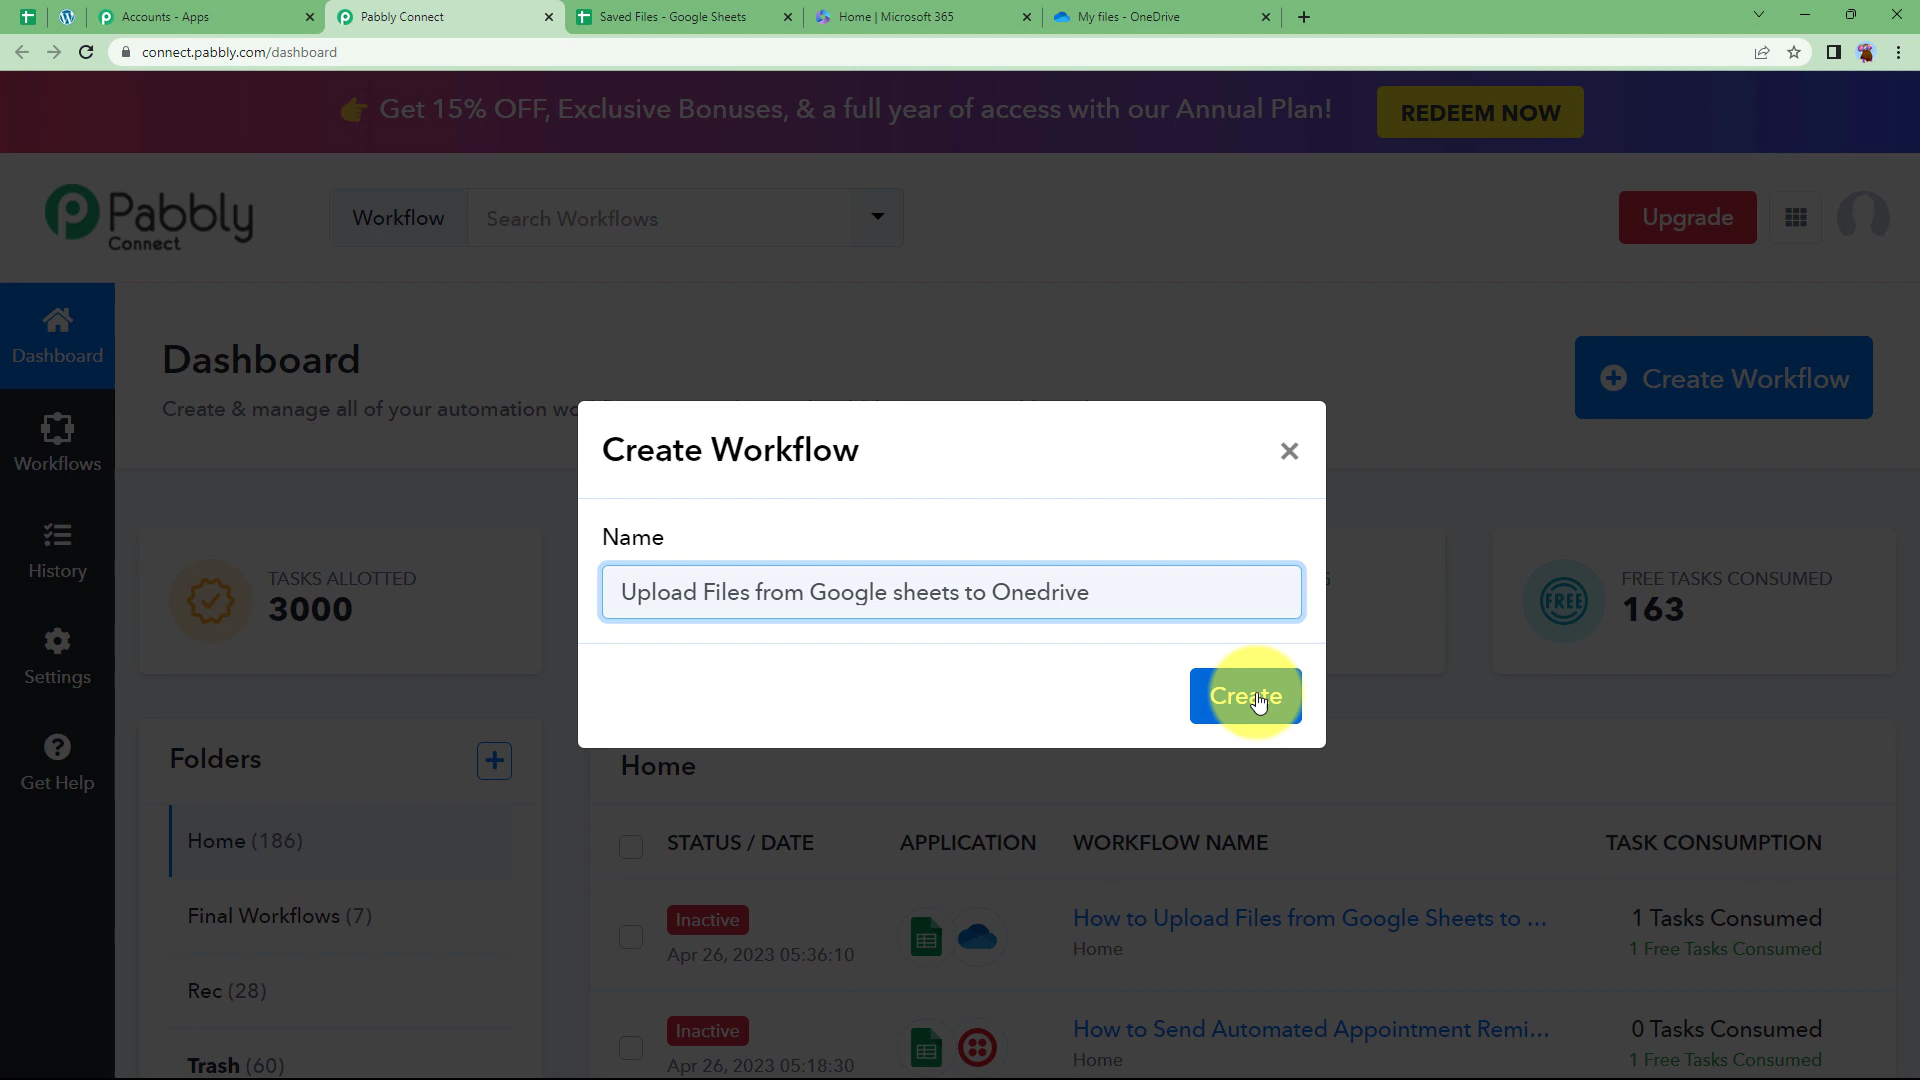 Accounts - Apps
Pabbly Connect
Saved Files - Google Sheets
Home | Microsoft 365
My files - OneDrive
connect.pabbly.com/dashboard
👉 Get 15% OFF, Exclusive Bonuses, & a full year of access with our Annual Plan!
REDEEM NOW
Pabbly
Connect
Workflow
Search Workflows
Upgrade
Dashboard
Workflows
History
Settings
Get Help
Dashboard
Create & manage all of your automation
Create Workflow
TASKS ALLOTTED
3000
FREE TASKS CONSUMED
FREE
163
Create Workflow
Name
Upload Files from Google sheets to Onedrive
Create
Folders
Home (186)
Final Workflows (7)
Rec (28)
Trash (60)
Home
STATUS / DATE
APPLICATION
WORKFLOW NAME
TASK CONSUMPTION
Inactive
Apr 26, 2023 05:36:10
How to Upload Files from Google Sheets to ...
Home
1 Tasks Consumed
1 Free Tasks Consumed
Inactive
Apr 26, 2023 05:18:30
How to Send Automated Appointment Remi...
Home
0 Tasks Consumed
1 Free Tasks Consumed